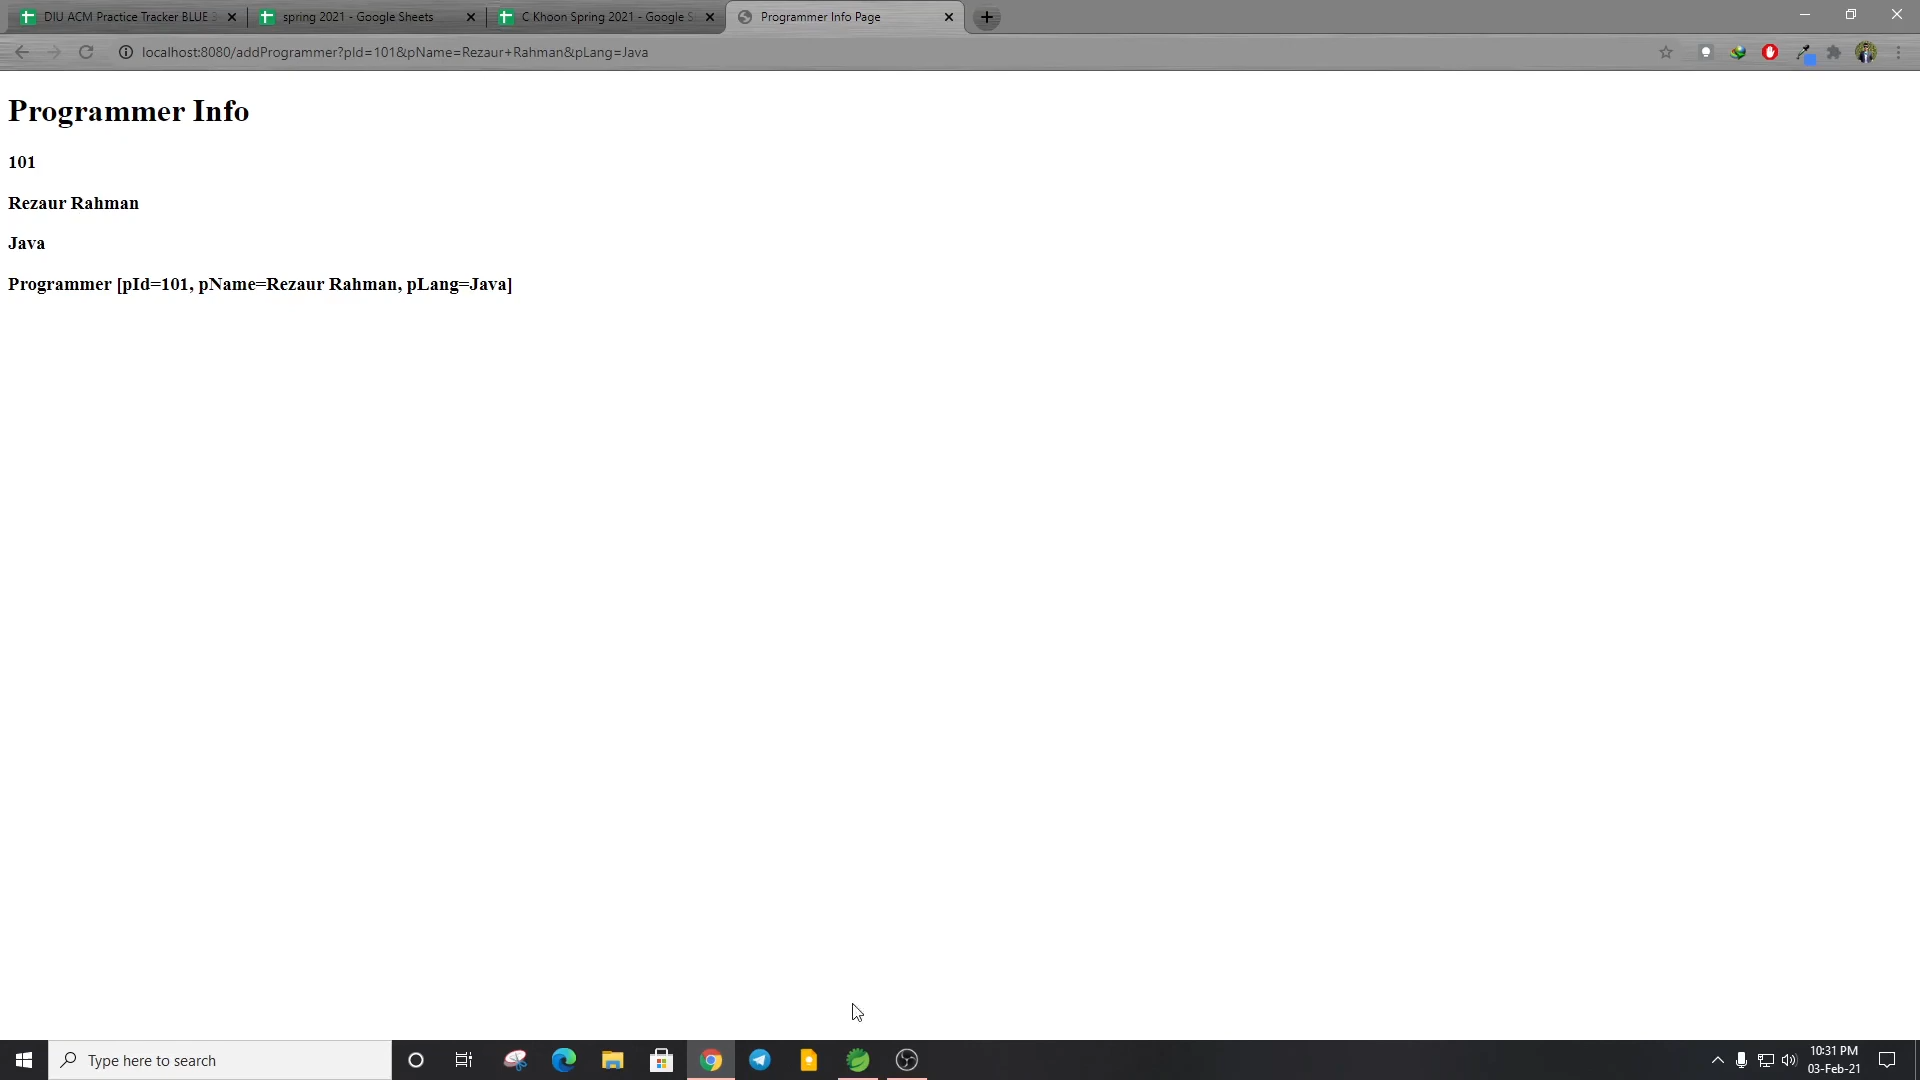 DIU ACM Practice Tracker BLUE
spring 2021 - Google Sheets
C Khoon Spring 2021 - Google S
Programmer Info Page
localhost:8080/addProgrammer?pId=101&pName=Rezaur+Rahman&pLang=Java
Programmer Info
101
Rezaur Rahman
Java
Programmer [pId=101, pName=Rezaur Rahman, pLang=Java]
Type here to search
10:31 PM
03-Feb-21